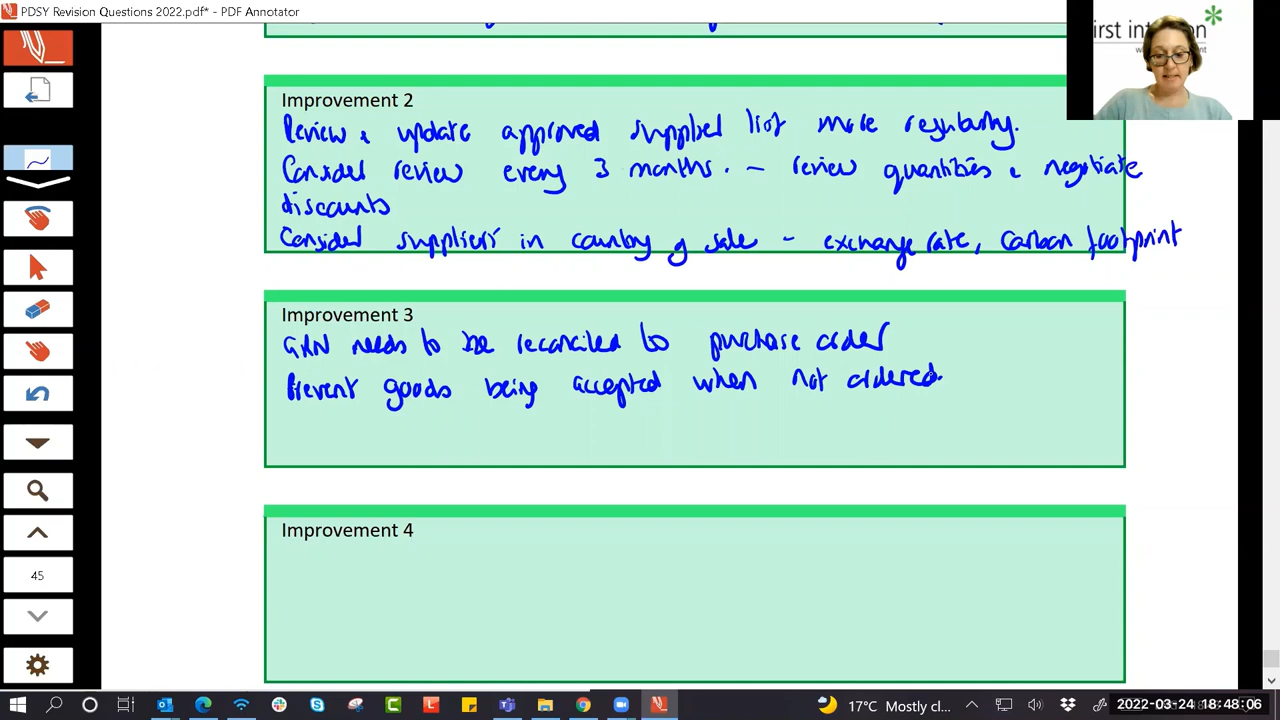 PDSY Revision Questions 2022.pdf* - PDF Annotator
first int
Improvement 2
Review & update approved supplier list more regularly.
Consider review every 3 months. - review quantities & negotiate
discounts
Consider suppliers in country of sale - exchange rate, carbon footprint
Improvement 3
GRN needs to be reconciled to purchase order
Prevent goods being accepted when not ordered.
Improvement 4
45
17°C Mostly cl...
2022-03-24 18:48:06